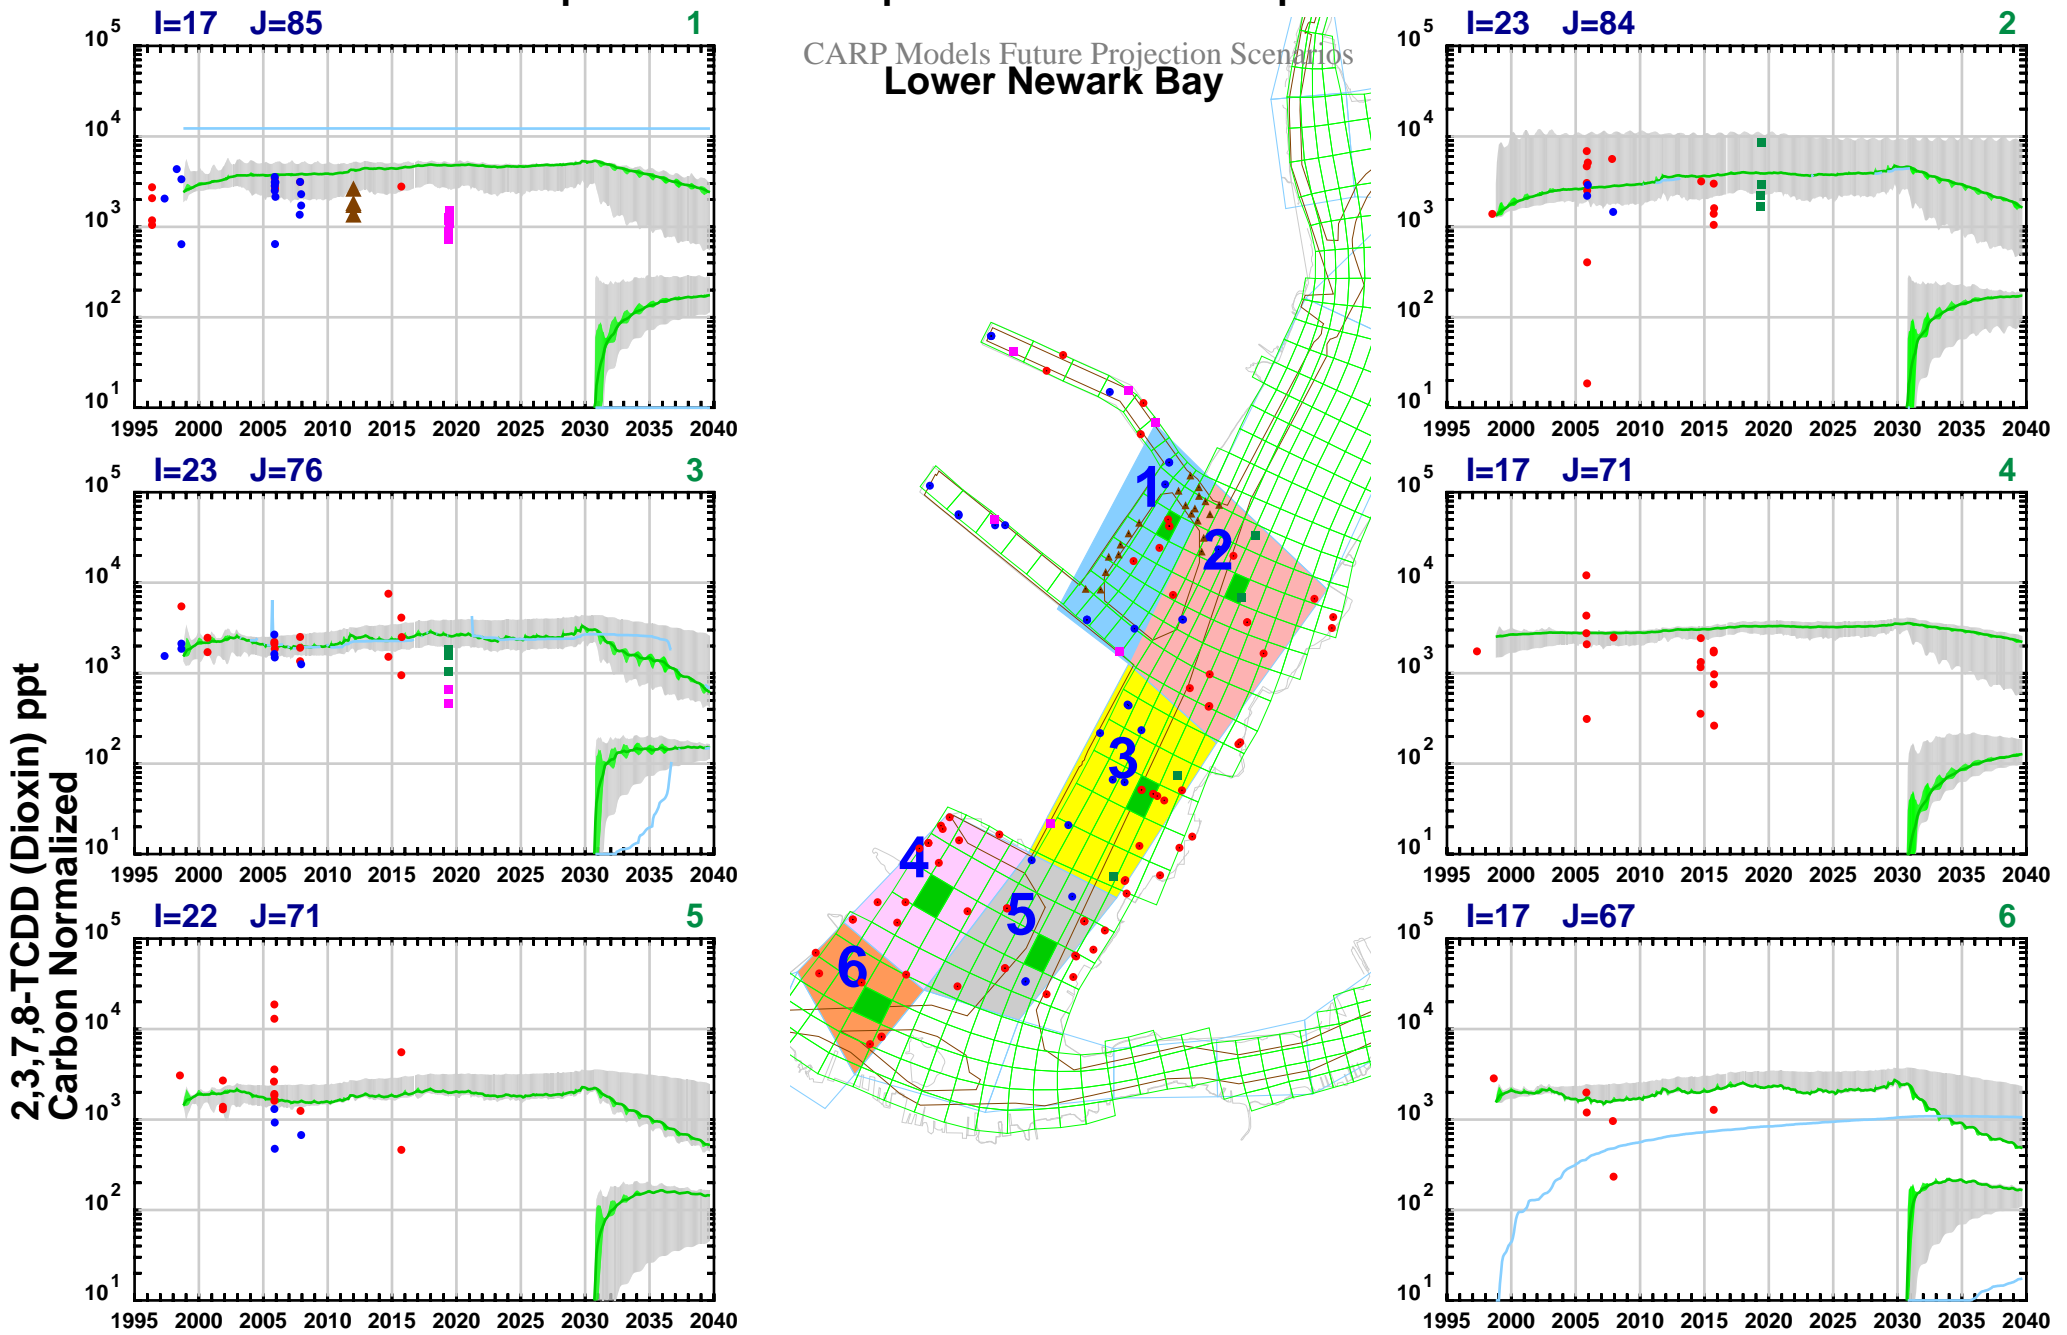 I=17 J=85 1
CARP Models Future Projection Scenarios
Lower Newark Bay
I=23 J=84 2
10^5
10^4
10^3
10^2
10^1
1995 2000 2005 2010 2015 2020 2025 2030 2035 2040
10^5
10^4
10^3
10^2
10^1
1995 2000 2005 2010 2015 2020 2025 2030 2035 2040
I=23 J=76 3
10^5
10^4
10^3
10^2
10^1
1995 2000 2005 2010 2015 2020 2025 2030 2035 2040
I=17 J=71 4
10^5
10^4
10^3
10^2
10^1
1995 2000 2005 2010 2015 2020 2025 2030 2035 2040
I=22 J=71 5
10^5
10^4
10^3
10^2
10^1
1995 2000 2005 2010 2015 2020 2025 2030 2035 2040
I=17 J=67 6
10^5
10^4
10^3
10^2
10^1
1995 2000 2005 2010 2015 2020 2025 2030 2035 2040
2,3,7,8-TCDD (Dioxin) ppt
Carbon Normalized
1
2
3
4
5
6